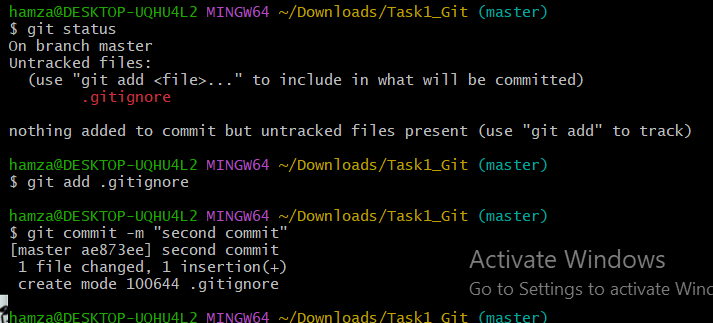 hamza@DESKTOP-UQHU4L2 MINGW64 ~/Downloads/Task1_Git (master)
$ git status
On branch master
Untracked files:
  (use "git add <file>..." to include in what will be committed)
        .gitignore

nothing added to commit but untracked files present (use "git add" to track)

hamza@DESKTOP-UQHU4L2 MINGW64 ~/Downloads/Task1_Git (master)
$ git add .gitignore

hamza@DESKTOP-UQHU4L2 MINGW64 ~/Downloads/Task1_Git (master)
$ git commit -m "second commit"
[master ae873ee] second commit
 1 file changed, 1 insertion(+)
 create mode 100644 .gitignore
Activate Windows
Go to Settings to activate Wind
hamza@DESKTOP-UQHU4L2 MINGW64 ~/Downloads/Task1_Git (master)